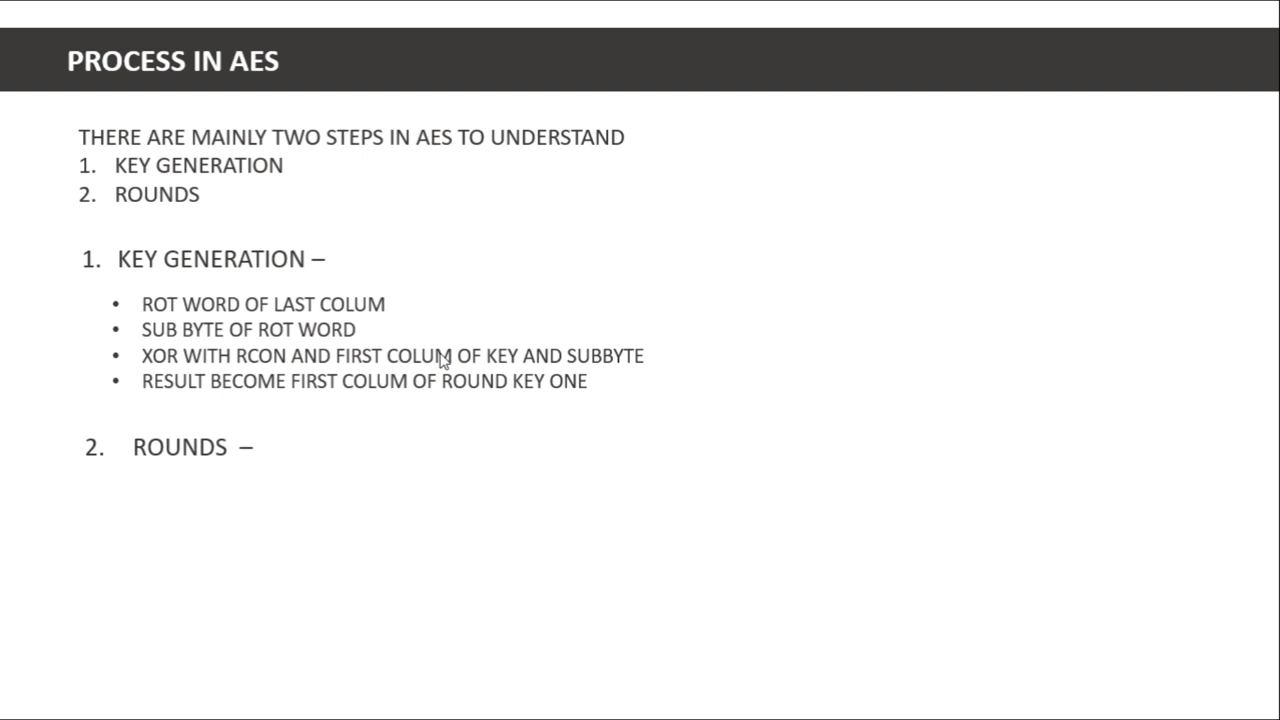 PROCESS IN AES
THERE ARE MAINLY TWO STEPS IN AES TO UNDERSTAND
1. KEY GENERATION
2. ROUNDS
1. KEY GENERATION –
• ROT WORD OF LAST COLUM
• SUB BYTE OF ROT WORD
• XOR WITH RCON AND FIRST COLUM OF KEY AND SUBBYTE
• RESULT BECOME FIRST COLUM OF ROUND KEY ONE
2. ROUNDS –